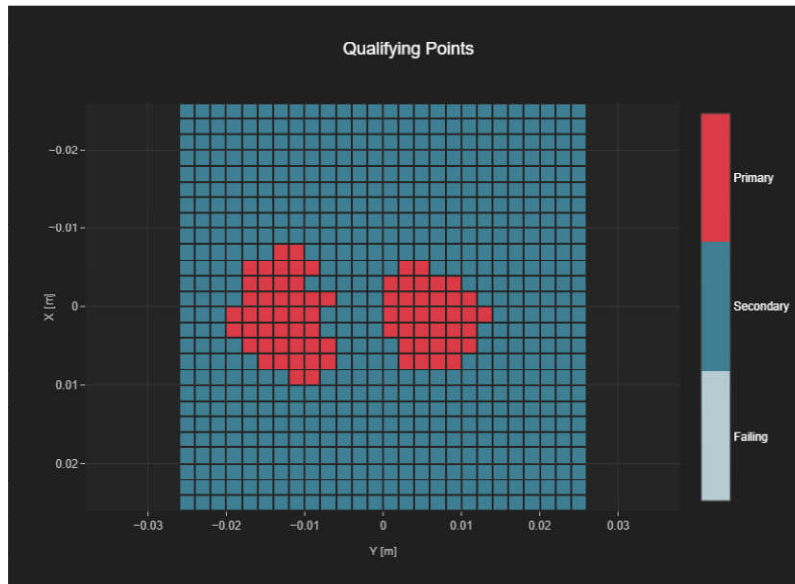 Qualifying Points
−0.02
−0.01
0
0.01
0.02
X [m]
−0.03
−0.02
−0.01
0
0.01
0.02
0.03
Y [m]
Primary
Secondary
Failing